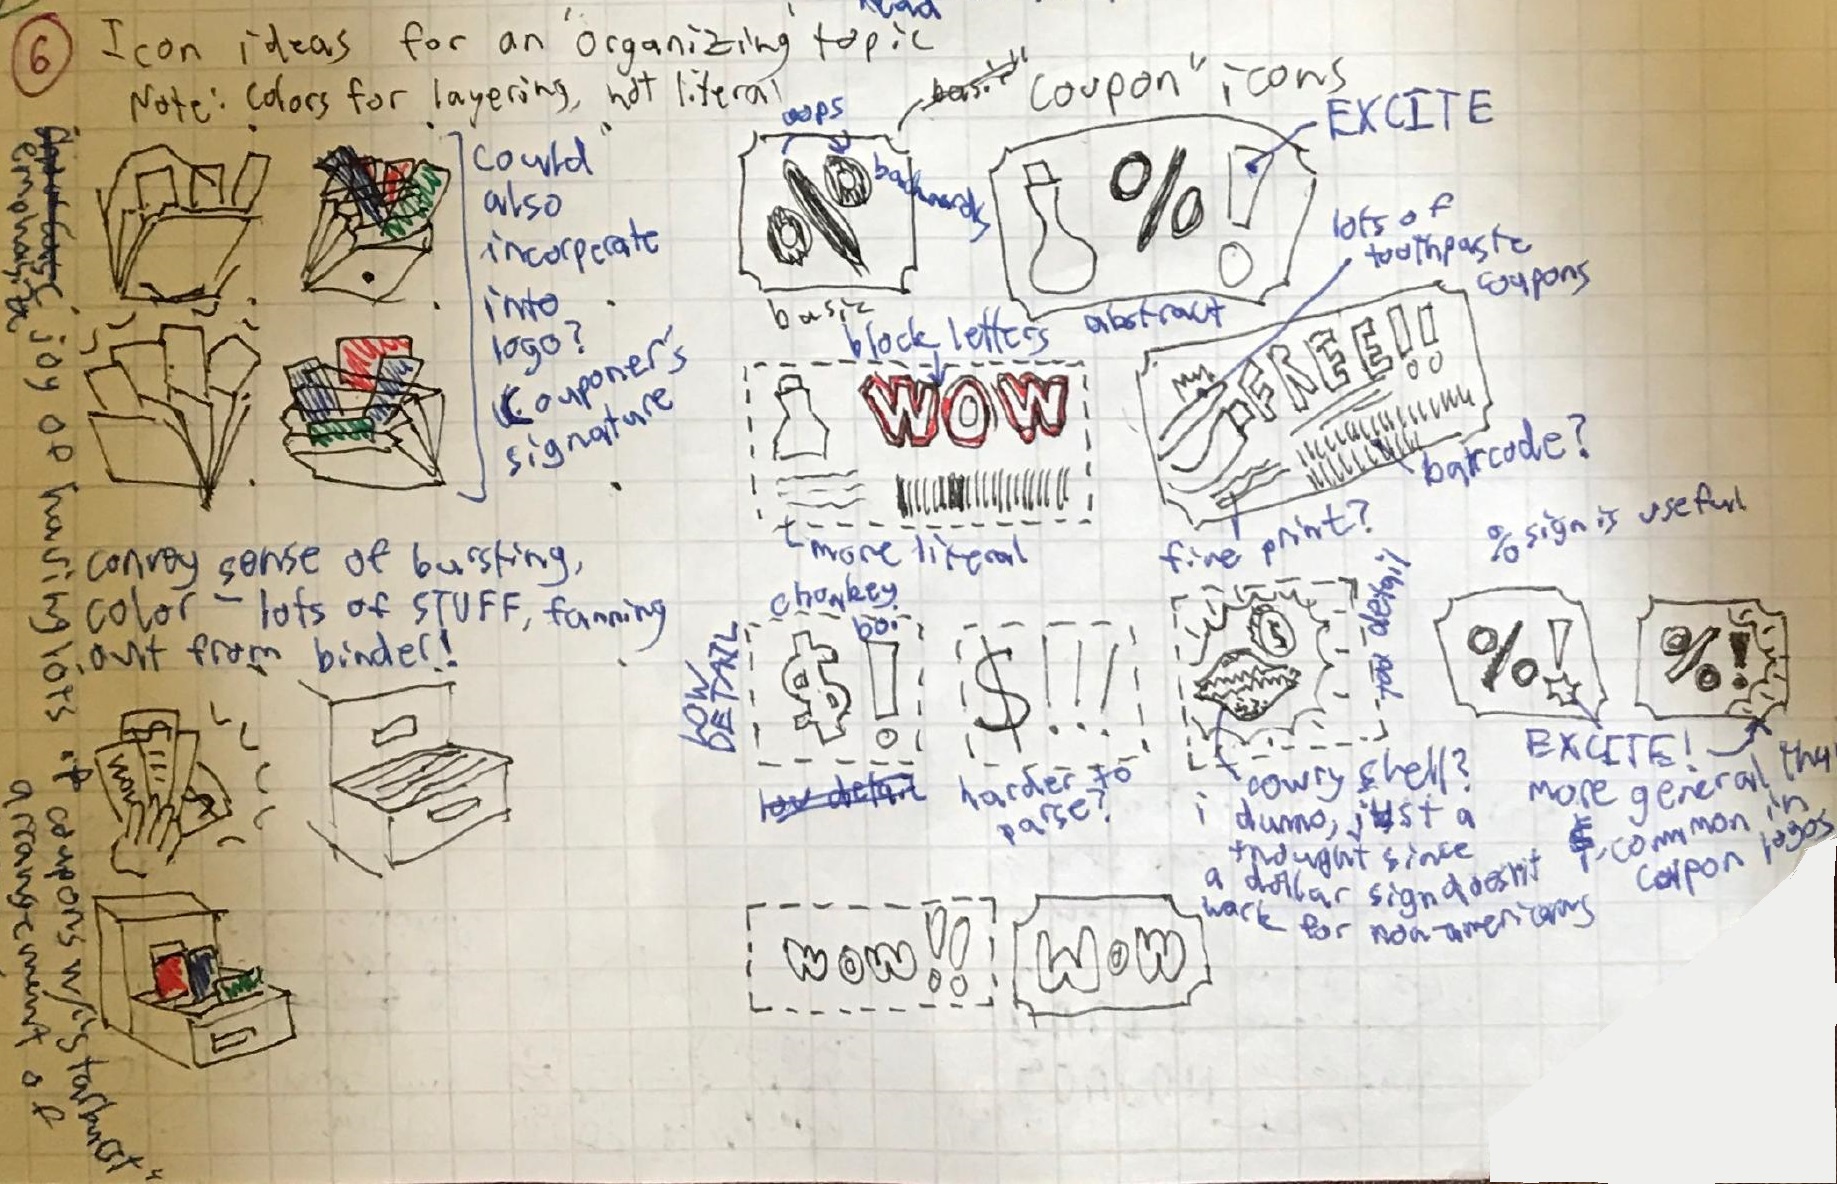 Read
6 Icon ideas for an "organizing" topic
Note: Colors for layering, not literal
could
also
incorperate
into
logo?
Couponer's
signature
convey sense of bursting,
color - lots of STUFF, fanning
out from binder!
emphasize joy of having lots of coupons w/ "starburst"
arrangement of
basic "coupon" icons
oops
backwards
basic
EXCITE
abstract
block letters
WOW
more literal
lots of
toothpaste
coupons
FREE!!
barcode?
fine print?
% sign is useful
LOW
DETAIL
chonkey
boi
$!
low detail
$!!/
harder to
parse?
$
too detail
cowry shell?
i dunno, just a
thought since
a dollar sign doesn't
work for non-americans
%!
%!
%!
%
EXCITE!
more general than
$, common in
coupon logos
wow!!
WOW